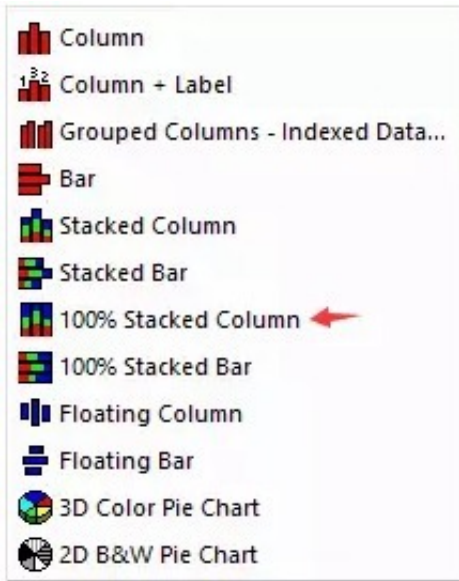 Column
Column + Label
Grouped Columns - Indexed Data...
Bar
Stacked Column
Stacked Bar
100% Stacked Column
100% Stacked Bar
Floating Column
Floating Bar
3D Color Pie Chart
2D B&W Pie Chart